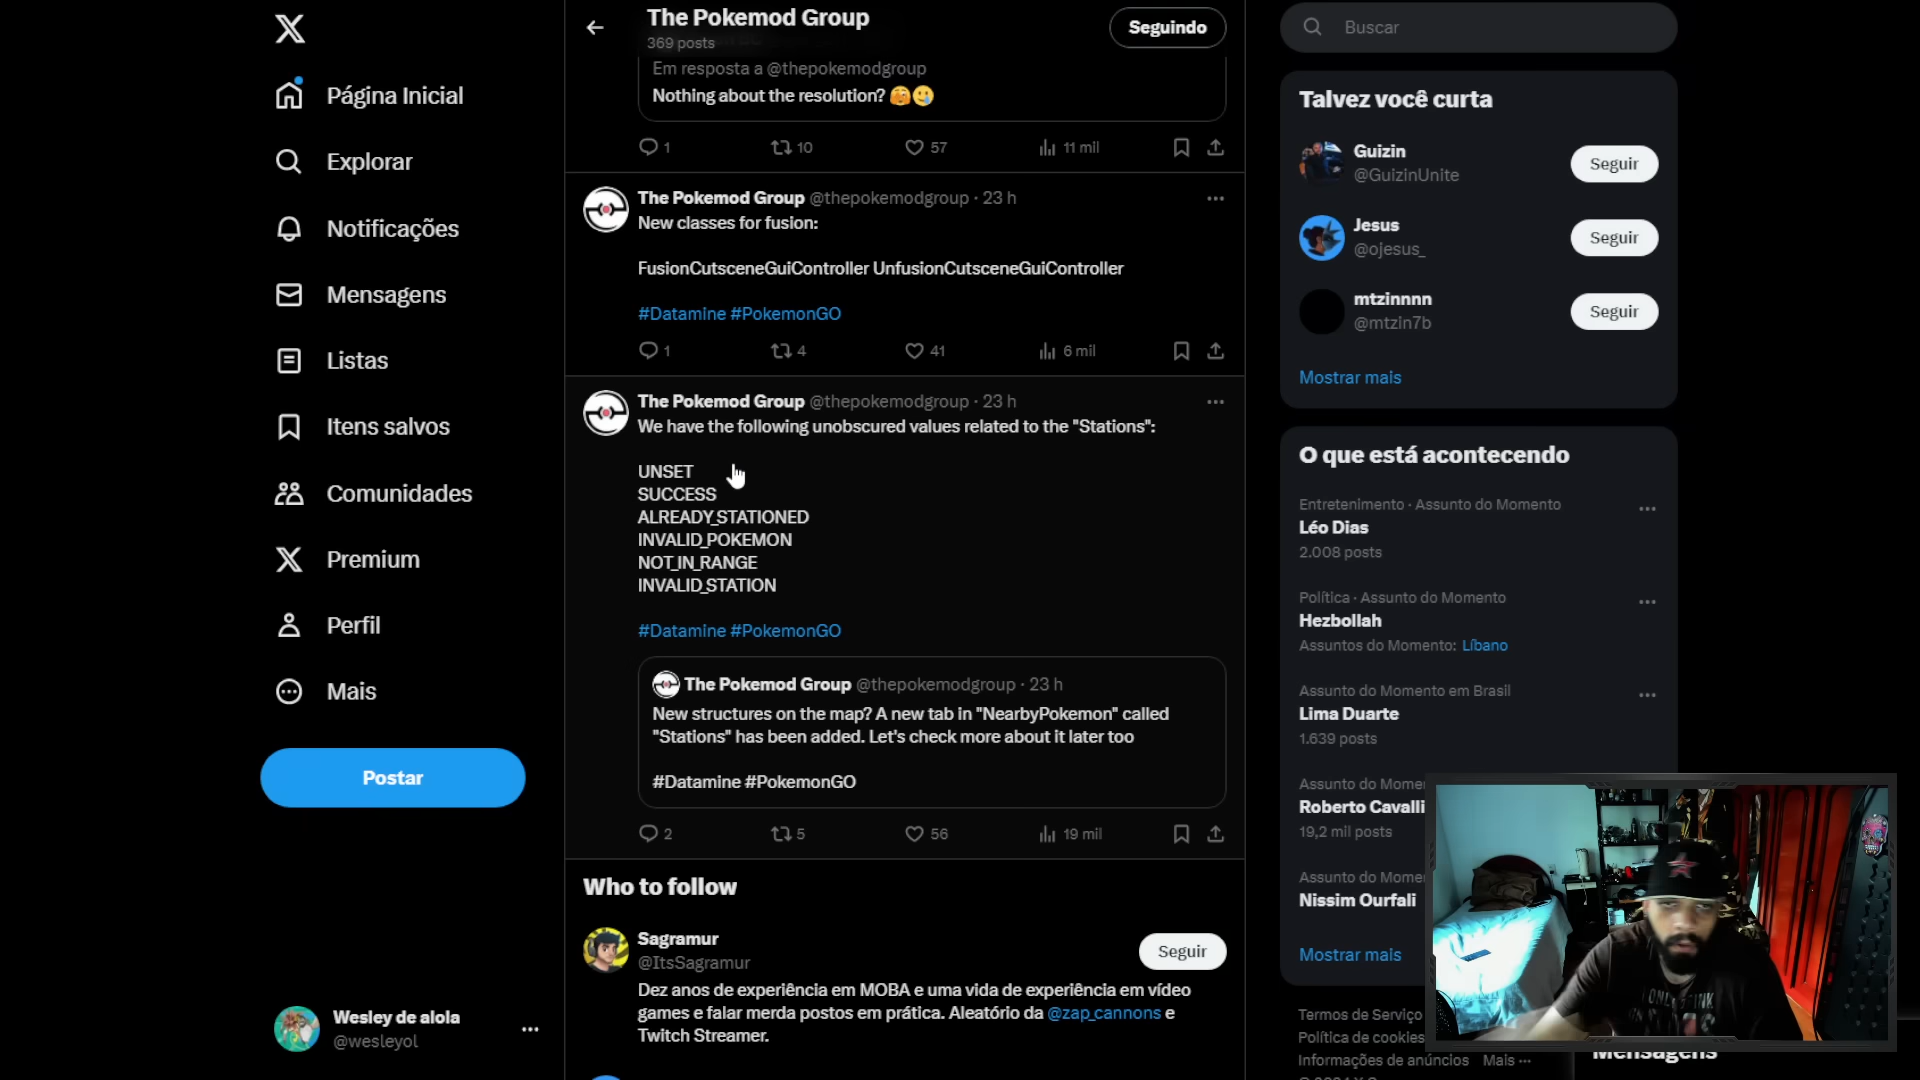 Página Inicial
Explorar
Notificações
Mensagens
Listas
Itens salvos
Comunidades
Premium
Perfil
Mais
Postar
Wesley de alola
@wesleyol
The Pokemod Group
369 posts
Seguindo
Em resposta a @thepokemodgroup
Nothing about the resolution? 🫣🥲
1 10 57 11 mil
The Pokemod Group @thepokemodgroup · 23 h
New classes for fusion:
FusionCutsceneGuiController UnfusionCutsceneGuiController
#Datamine #PokemonGO
1 4 41 6 mil
The Pokemod Group @thepokemodgroup · 23 h
We have the following unobscured values related to the "Stations":
UNSET
SUCCESS
ALREADY_STATIONED
INVALID_POKEMON
NOT_IN_RANGE
INVALID_STATION
#Datamine #PokemonGO
The Pokemod Group @thepokemodgroup · 23 h
New structures on the map? A new tab in "NearbyPokemon" called
"Stations" has been added. Let's check more about it later too
#Datamine #PokemonGO
2 5 56 19 mil
Who to follow
Sagramur
@ItsSagramur
Seguir
Dez anos de experiência em MOBA e uma vida de experiência em vídeo
games e falar merda postos em prática. Aleatório da @zap_cannons e
Twitch Streamer.
Buscar
Talvez você curta
Guizin
@GuizinUnite
Seguir
Jesus
@ojesus_
Seguir
mtzinnnn
@mtzin7b
Seguir
Mostrar mais
O que está acontecendo
Entretenimento · Assunto do Momento
Léo Dias
2.008 posts
Política · Assunto do Momento
Hezbollah
Assuntos do Momento: Líbano
Assunto do Momento em Brasil
Lima Duarte
1.639 posts
Assunto do
Roberto Cavalli
19,2 mil posts
Assunto do
Nissim Ourfali
Mostrar mais
Termos de Serviço
Política de cookies
Informações de anúncios Mais ···
Mensagens